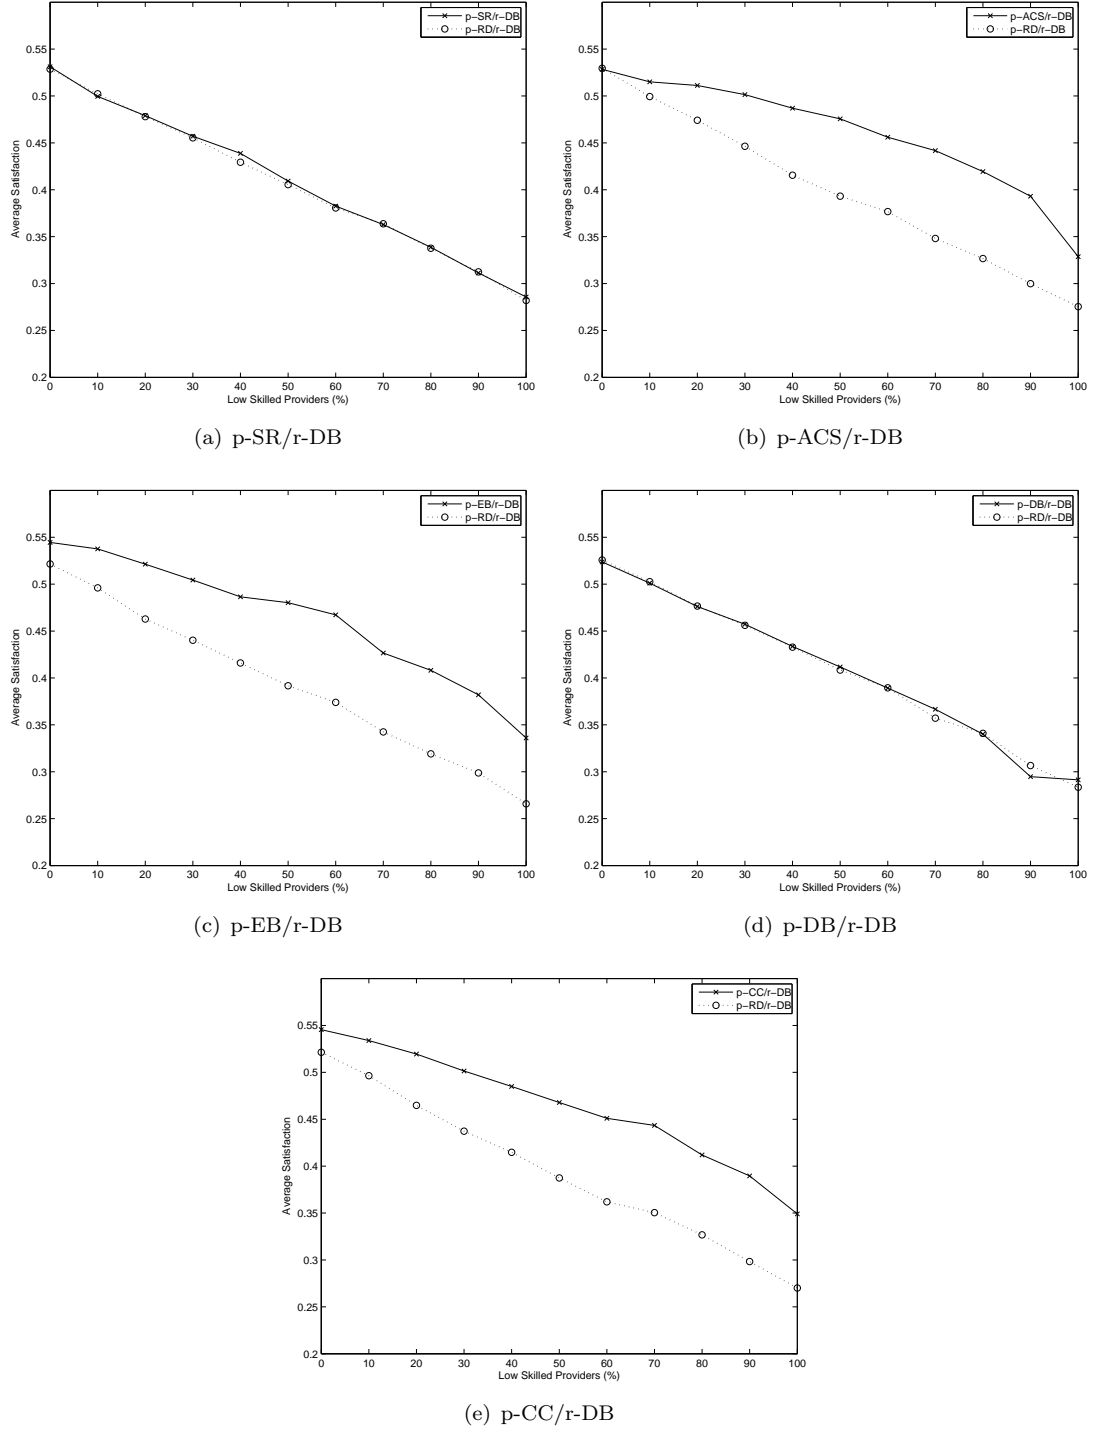 p-SR/r-DB
p-RD/r-DB
0.55
0.5
0.45
0.4
0.35
0.3
0.25
0.2
Average Satisfaction
0 10 20 30 40 50 60 70 80 90 100
Low Skilled Providers (%)
(a) p-SR/r-DB
p-ACS/r-DB
p-RD/r-DB
0.55
0.5
0.45
0.4
0.35
0.3
0.25
0.2
Average Satisfaction
0 10 20 30 40 50 60 70 80 90 100
Low Skilled Providers (%)
(b) p-ACS/r-DB
p-EB/r-DB
p-RD/r-DB
0.55
0.5
0.45
0.4
0.35
0.3
0.25
0.2
Average Satisfaction
0 10 20 30 40 50 60 70 80 90 100
Low Skilled Providers (%)
(c) p-EB/r-DB
p-DB/r-DB
p-RD/r-DB
0.55
0.5
0.45
0.4
0.35
0.3
0.25
0.2
Average Satisfaction
0 10 20 30 40 50 60 70 80 90 100
Low Skilled Providers (%)
(d) p-DB/r-DB
p-CC/r-DB
p-RD/r-DB
0.55
0.5
0.45
0.4
0.35
0.3
0.25
0.2
Average Satisfaction
0 10 20 30 40 50 60 70 80 90 100
Low Skilled Providers (%)
(e) p-CC/r-DB